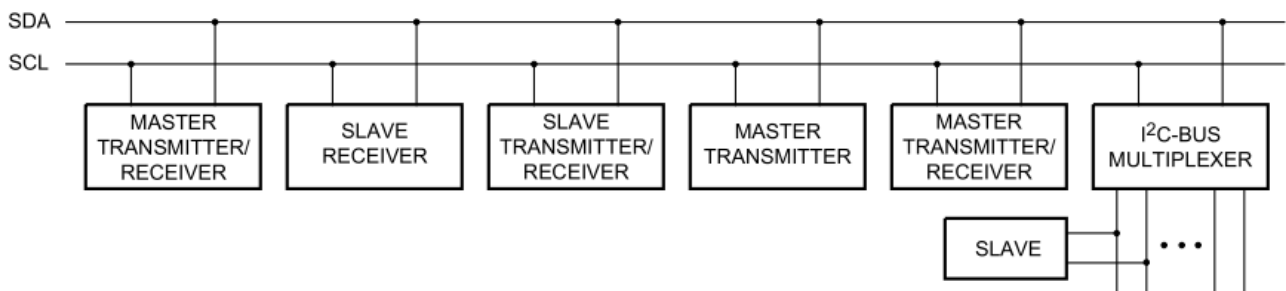 SDA
SCL
MASTER
TRANSMITTER/
RECEIVER
SLAVE
RECEIVER
SLAVE
TRANSMITTER/
RECEIVER
MASTER
TRANSMITTER
MASTER
TRANSMITTER/
RECEIVER
I²C-BUS
MULTIPLEXER
SLAVE